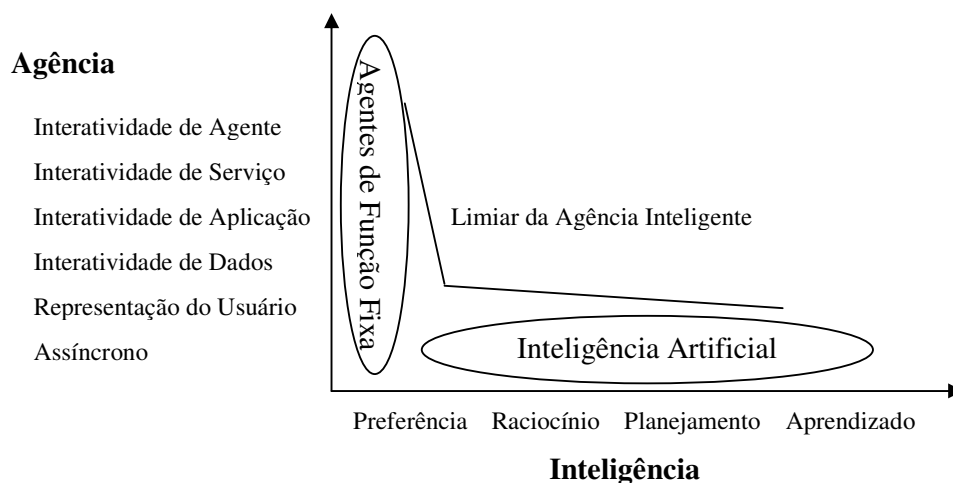 Agência
Interatividade de Agente
Interatividade de Serviço
Interatividade de Aplicação
Interatividade de Dados
Representação do Usuário
Assíncrono
Agentes de Função Fixa
Limiar da Agência Inteligente
Inteligência Artificial
Preferência Raciocínio Planejamento Aprendizado
Inteligência